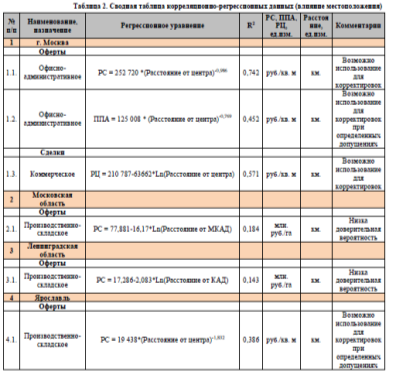 Таблица 2. Сводная таблица корреляционно-регрессионных данных (влияние местоположения)
№ п/п | Наименование, назначение | Регрессионное уравнение | R² | РС, ППА, РЦ, ед.изм. | Расстояние, ед.изм. | Комментарии
1 | г. Москва
Оферты
1.1. | Офисно-административное | РС = 252 720 *(Расстояние от центра) | 0,742 | руб./кв. м | км. | Возможно использование для корректировок
1.2. | Офисно-административное | ППА = 125 008 * (Расстояние от центра) | 0,452 | руб./кв. м | км. | Возможно использование для корректировок при определенных допущениях
Сделки
1.3. | Коммерческое | РЦ = 210 787-63662*Ln(Расстояние от центра) | 0,571 | руб./кв. м | км. | Возможно использование для корректировок
2 | Московская область
Оферты
2.1. | Производственно-складское | РС = 77,881-16,17*Ln(Расстояние от МКАД) | 0,184 | млн. руб./га | км. | Низка доверительная вероятность
3 | Ленинградская область
Оферты
3.1. | Производственно-складское | РС = 17,286-2,083*Ln(Расстояние от КАД) | 0,143 | млн. руб./га | км. | Низка доверительная вероятность
4 | Ярославль
Оферты
4.1. | Производственно-складское | РС = 19 438*(Расстояние от центра) | 0,386 | руб./кв. м | км. | Возможно использование для корректировок при определенных допущениях